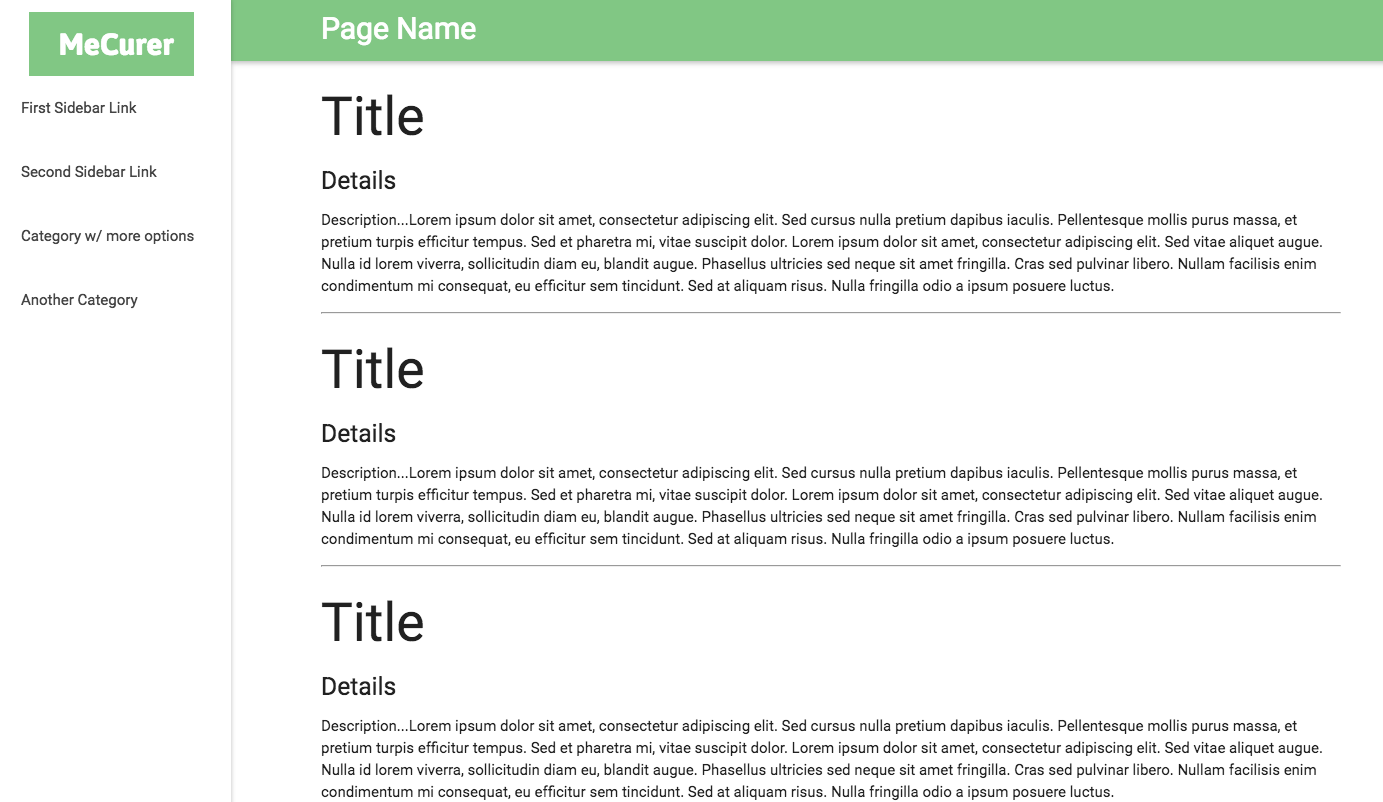 MeCurer
First Sidebar Link
Second Sidebar Link
Category w/ more options
Another Category
Page Name
Title
Details
Description...Lorem ipsum dolor sit amet, consectetur adipiscing elit. Sed cursus nulla pretium dapibus iaculis. Pellentesque mollis purus massa, et
pretium turpis efficitur tempus. Sed et pharetra mi, vitae suscipit dolor. Lorem ipsum dolor sit amet, consectetur adipiscing elit. Sed vitae aliquet augue.
Nulla id lorem viverra, sollicitudin diam eu, blandit augue. Phasellus ultricies sed neque sit amet fringilla. Cras sed pulvinar libero. Nullam facilisis enim
condimentum mi consequat, eu efficitur sem tincidunt. Sed at aliquam risus. Nulla fringilla odio a ipsum posuere luctus.
Title
Details
Description...Lorem ipsum dolor sit amet, consectetur adipiscing elit. Sed cursus nulla pretium dapibus iaculis. Pellentesque mollis purus massa, et
pretium turpis efficitur tempus. Sed et pharetra mi, vitae suscipit dolor. Lorem ipsum dolor sit amet, consectetur adipiscing elit. Sed vitae aliquet augue.
Nulla id lorem viverra, sollicitudin diam eu, blandit augue. Phasellus ultricies sed neque sit amet fringilla. Cras sed pulvinar libero. Nullam facilisis enim
condimentum mi consequat, eu efficitur sem tincidunt. Sed at aliquam risus. Nulla fringilla odio a ipsum posuere luctus.
Title
Details
Description...Lorem ipsum dolor sit amet, consectetur adipiscing elit. Sed cursus nulla pretium dapibus iaculis. Pellentesque mollis purus massa, et
pretium turpis efficitur tempus. Sed et pharetra mi, vitae suscipit dolor. Lorem ipsum dolor sit amet, consectetur adipiscing elit. Sed vitae aliquet augue.
Nulla id lorem viverra, sollicitudin diam eu, blandit augue. Phasellus ultricies sed neque sit amet fringilla. Cras sed pulvinar libero. Nullam facilisis enim
condimentum mi consequat, eu efficitur sem tincidunt. Sed at aliquam risus. Nulla fringilla odio a ipsum posuere luctus.